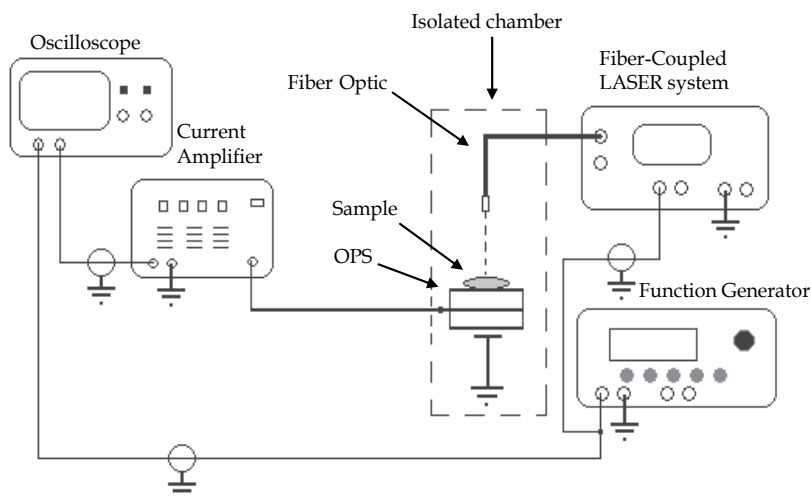 Isolated chamber
Oscilloscope
Fiber-Coupled
LASER system
Fiber Optic
Current
Amplifier
Sample
OPS
Function Generator